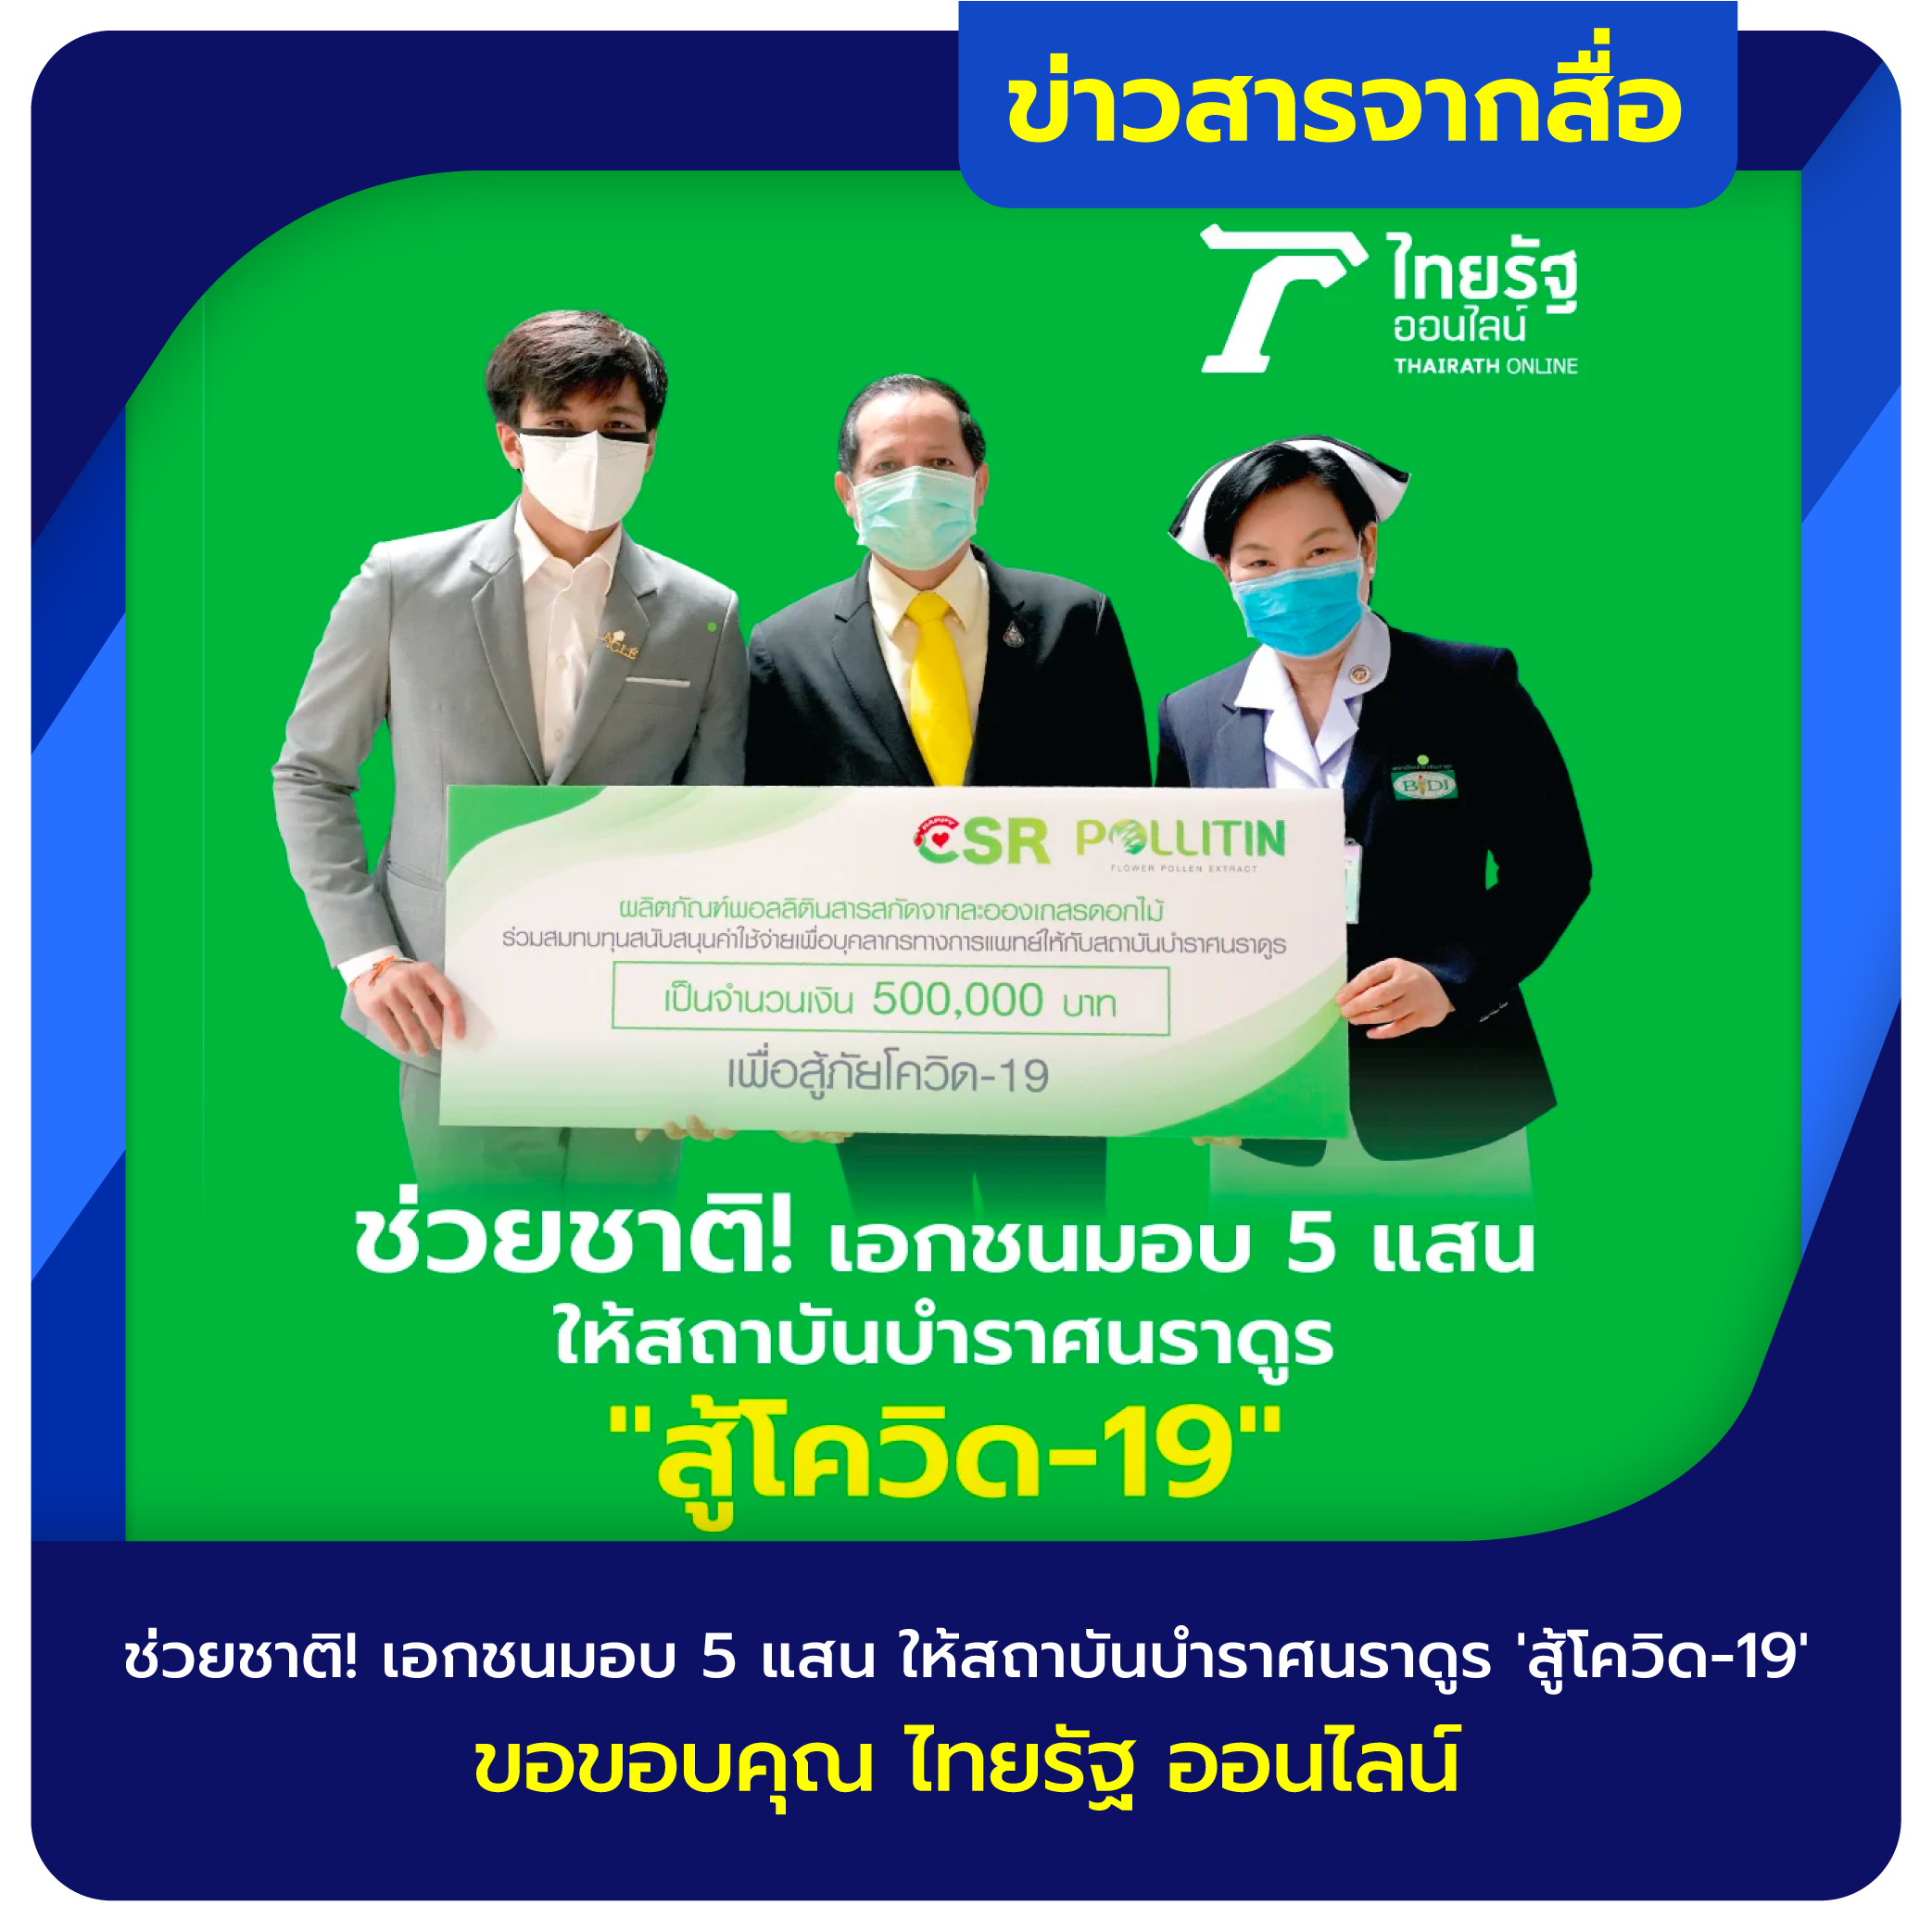 ข่าวสารจากสื่อ
ไทยรัฐ
ออนไลน์
THAIRATH ONLINE
LACLÉ
BIDI
HAPPY
CSR POLLITIN
FLOWER POLLEN EXTRACT
ผลิตภัณฑ์พอลลิตินสารสกัดจากละอองเกสรดอกไม้
ร่วมสมทบทุนสนับสนุนค่าใช้จ่ายเพื่อบุคลากรทางการแพทย์ให้กับสถาบันบำราศนราดูร
เป็นจำนวนเงิน 500,000 บาท
เพื่อสู้ภัยโควิด-19
ช่วยชาติ! เอกชนมอบ 5 แสน
ให้สถาบันบำราศนราดูร
"สู้โควิด-19"
ช่วยชาติ! เอกชนมอบ 5 แสน ให้สถาบันบำราศนราดูร 'สู้โควิด-19'
ขอขอบคุณ ไทยรัฐ ออนไลน์